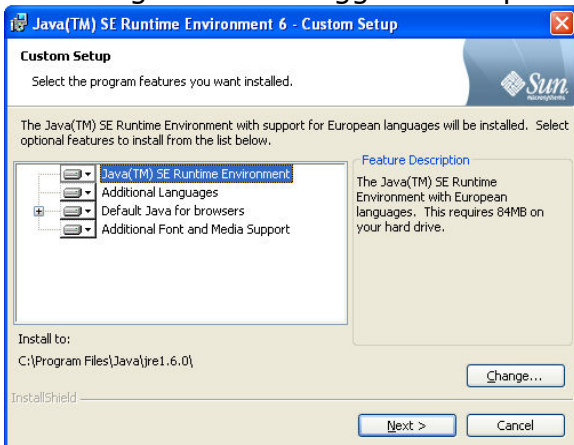 Java(TM) SE Runtime Environment 6 - Custom Setup
Custom Setup
Select the program features you want installed.
Sun
microsystems
The Java(TM) SE Runtime Environment with support for European languages will be installed. Select
optional features to install from the list below.
Java(TM) SE Runtime Environment
Additional Languages
Default Java for browsers
Additional Font and Media Support
Feature Description
The Java(TM) SE Runtime
Environment with European
languages. This requires 84MB on
your hard drive.
Install to:
C:\Program Files\Java\jre1.6.0\
Change...
InstallShield
Next >
Cancel